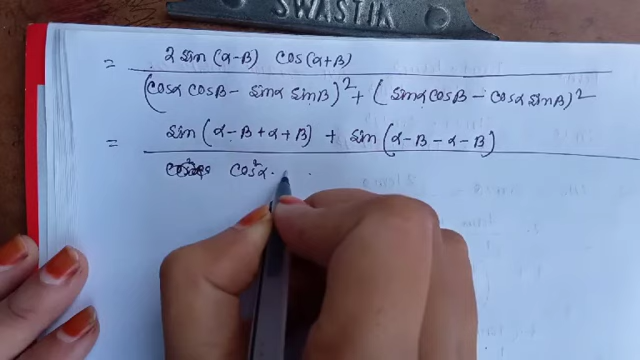 SWASTIK
= 2 sin (α-β) cos(α+β)
(cosα cosβ - sinα sinβ)² + (sinα cosβ - cosα sinβ)²
= sin (α-β+α+β) + sin (α-β-α-β)
cos²α.